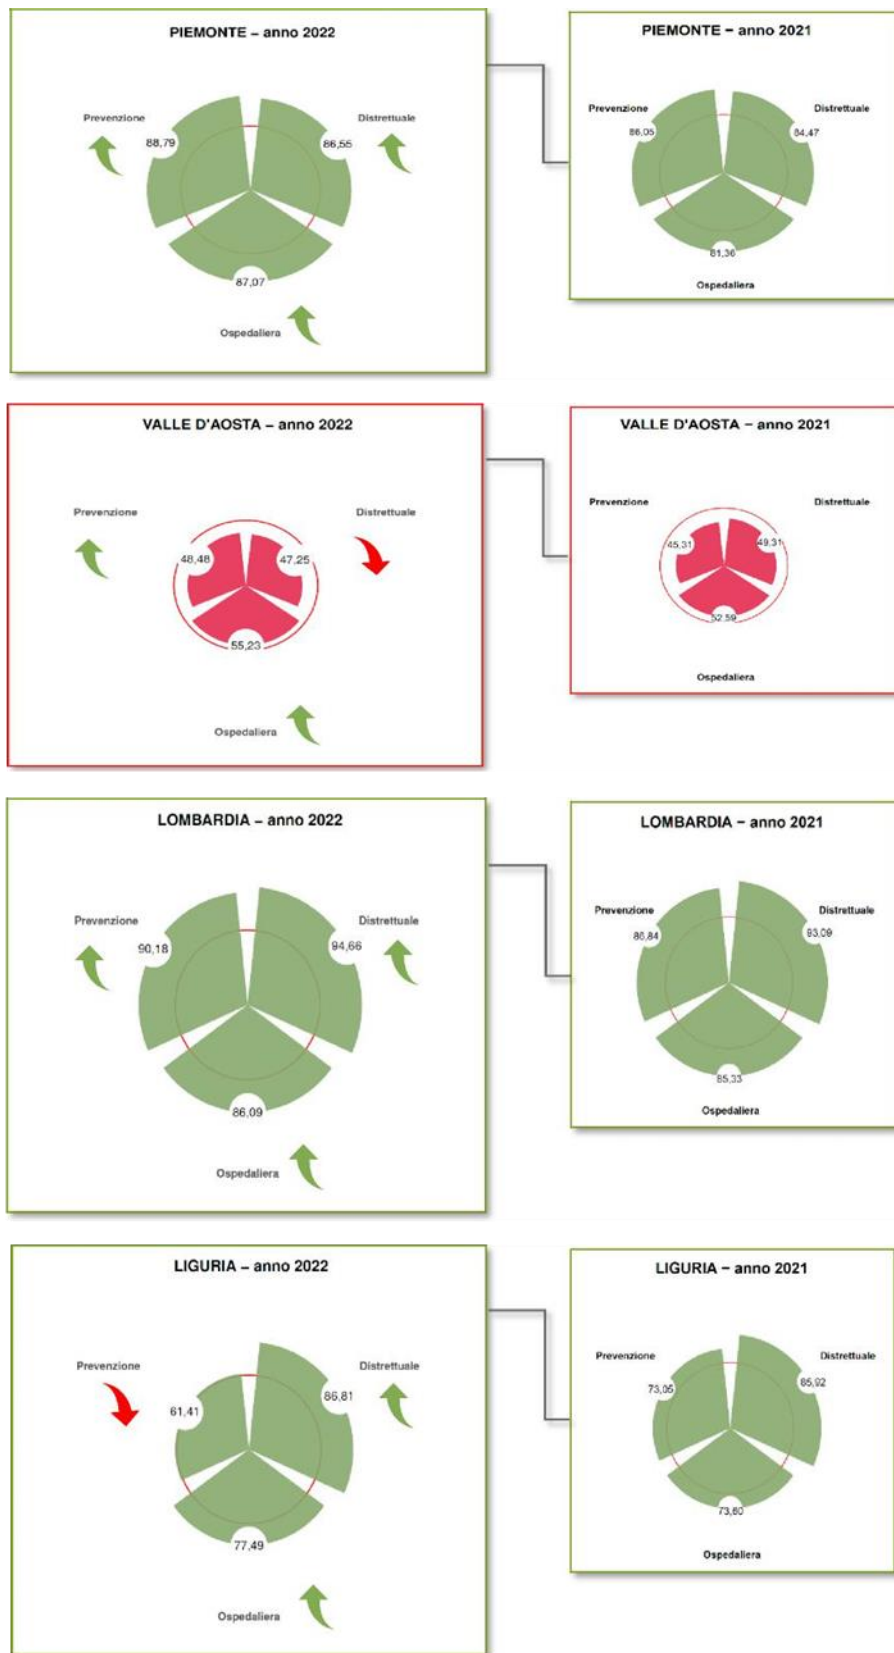 PIEMONTE – anno 2022
Prevenzione
Distrettuale
88,79
86,55
87,07
Ospedaliera
PIEMONTE – anno 2021
Prevenzione
Distrettuale
86,05
84,47
81,36
Ospedaliera
VALLE D'AOSTA – anno 2022
Prevenzione
Distrettuale
48,48
47,25
55,23
Ospedaliera
VALLE D'AOSTA – anno 2021
Prevenzione
Distrettuale
45,31
49,31
52,59
Ospedaliera
LOMBARDIA – anno 2022
Prevenzione
Distrettuale
90,18
94,66
86,09
Ospedaliera
LOMBARDIA – anno 2021
Prevenzione
Distrettuale
86,84
93,09
85,33
Ospedaliera
LIGURIA – anno 2022
Prevenzione
Distrettuale
61,41
86,81
77,49
Ospedaliera
LIGURIA – anno 2021
Prevenzione
Distrettuale
73,05
85,92
73,60
Ospedaliera